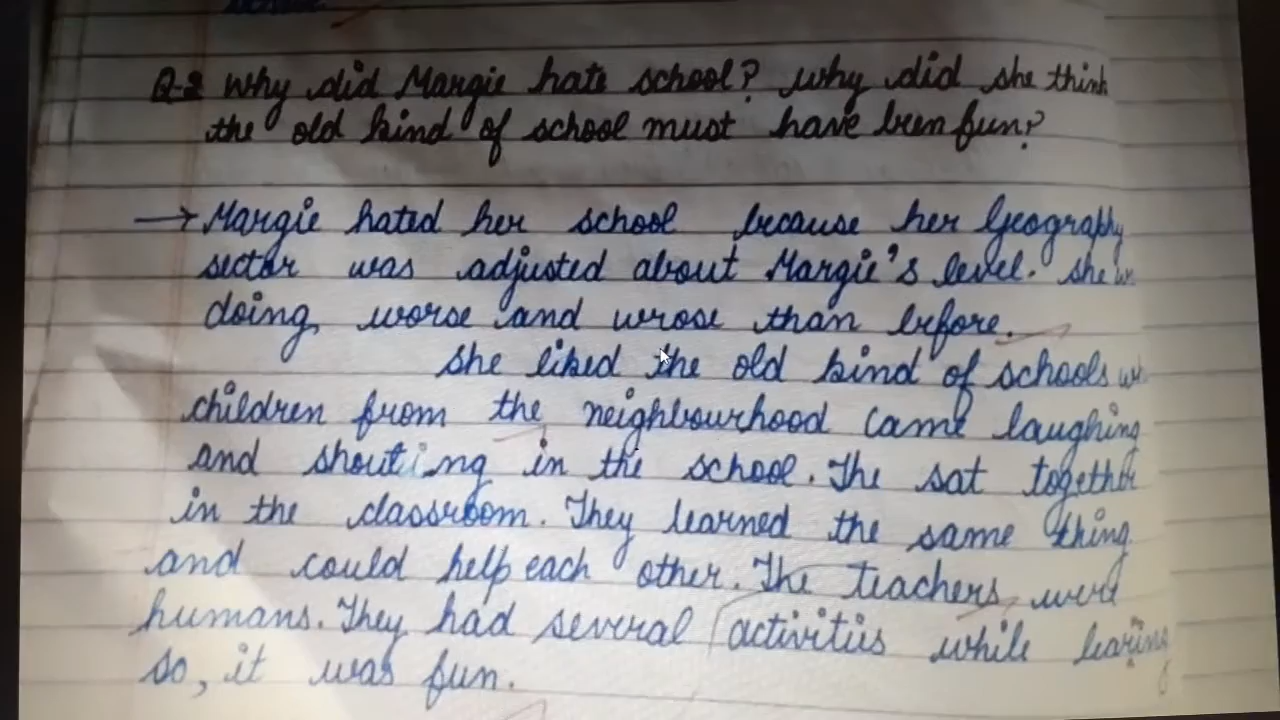 Q-2 Why did Margie hate school? why did she think
the old kind of school must have been fun?
→ Margie hated her school because her Geography
sector was adjusted about Margie's level. she
doing worse and wrose than before.
she liked the old kind of schools
children from the neighbourhood came laughing
and shouting in the school. The sat together
in the classroom. They learned the same thing
and could help each other. The teachers were
humans. They had several activities while learing
so, it was fun.